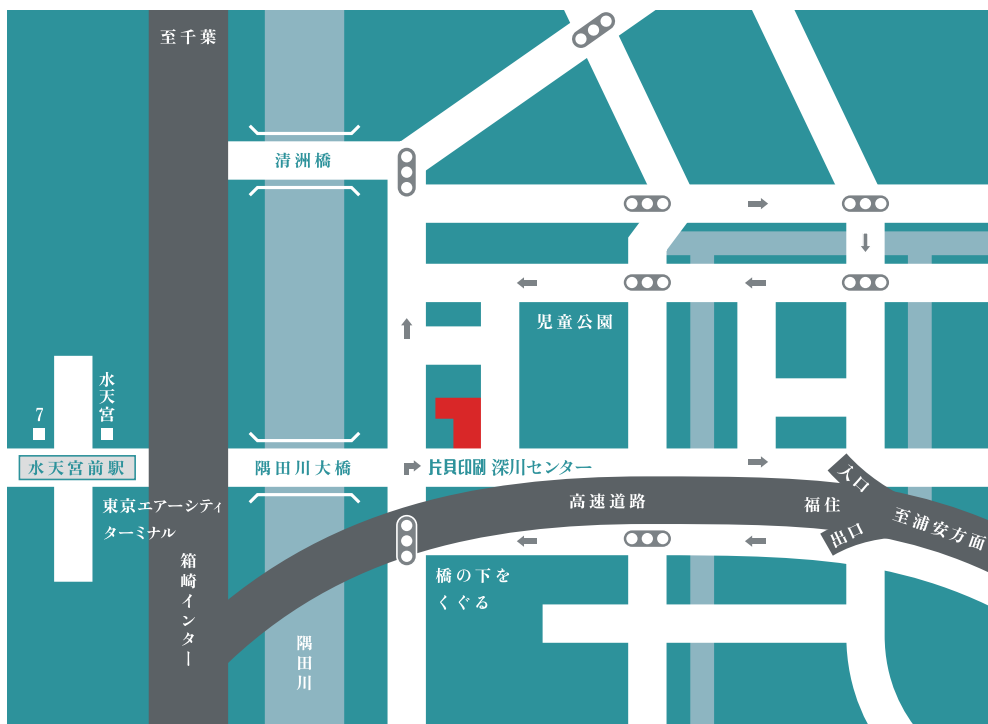 至千葉
清洲橋
児童公園
水天宮
7
水天宮前駅
隅田川大橋
片貝印刷 深川センター
東京エアーシティ
ターミナル
高速道路
福住
入口
出口
至浦安方面
箱崎インター
橋の下を
くぐる
隅田川